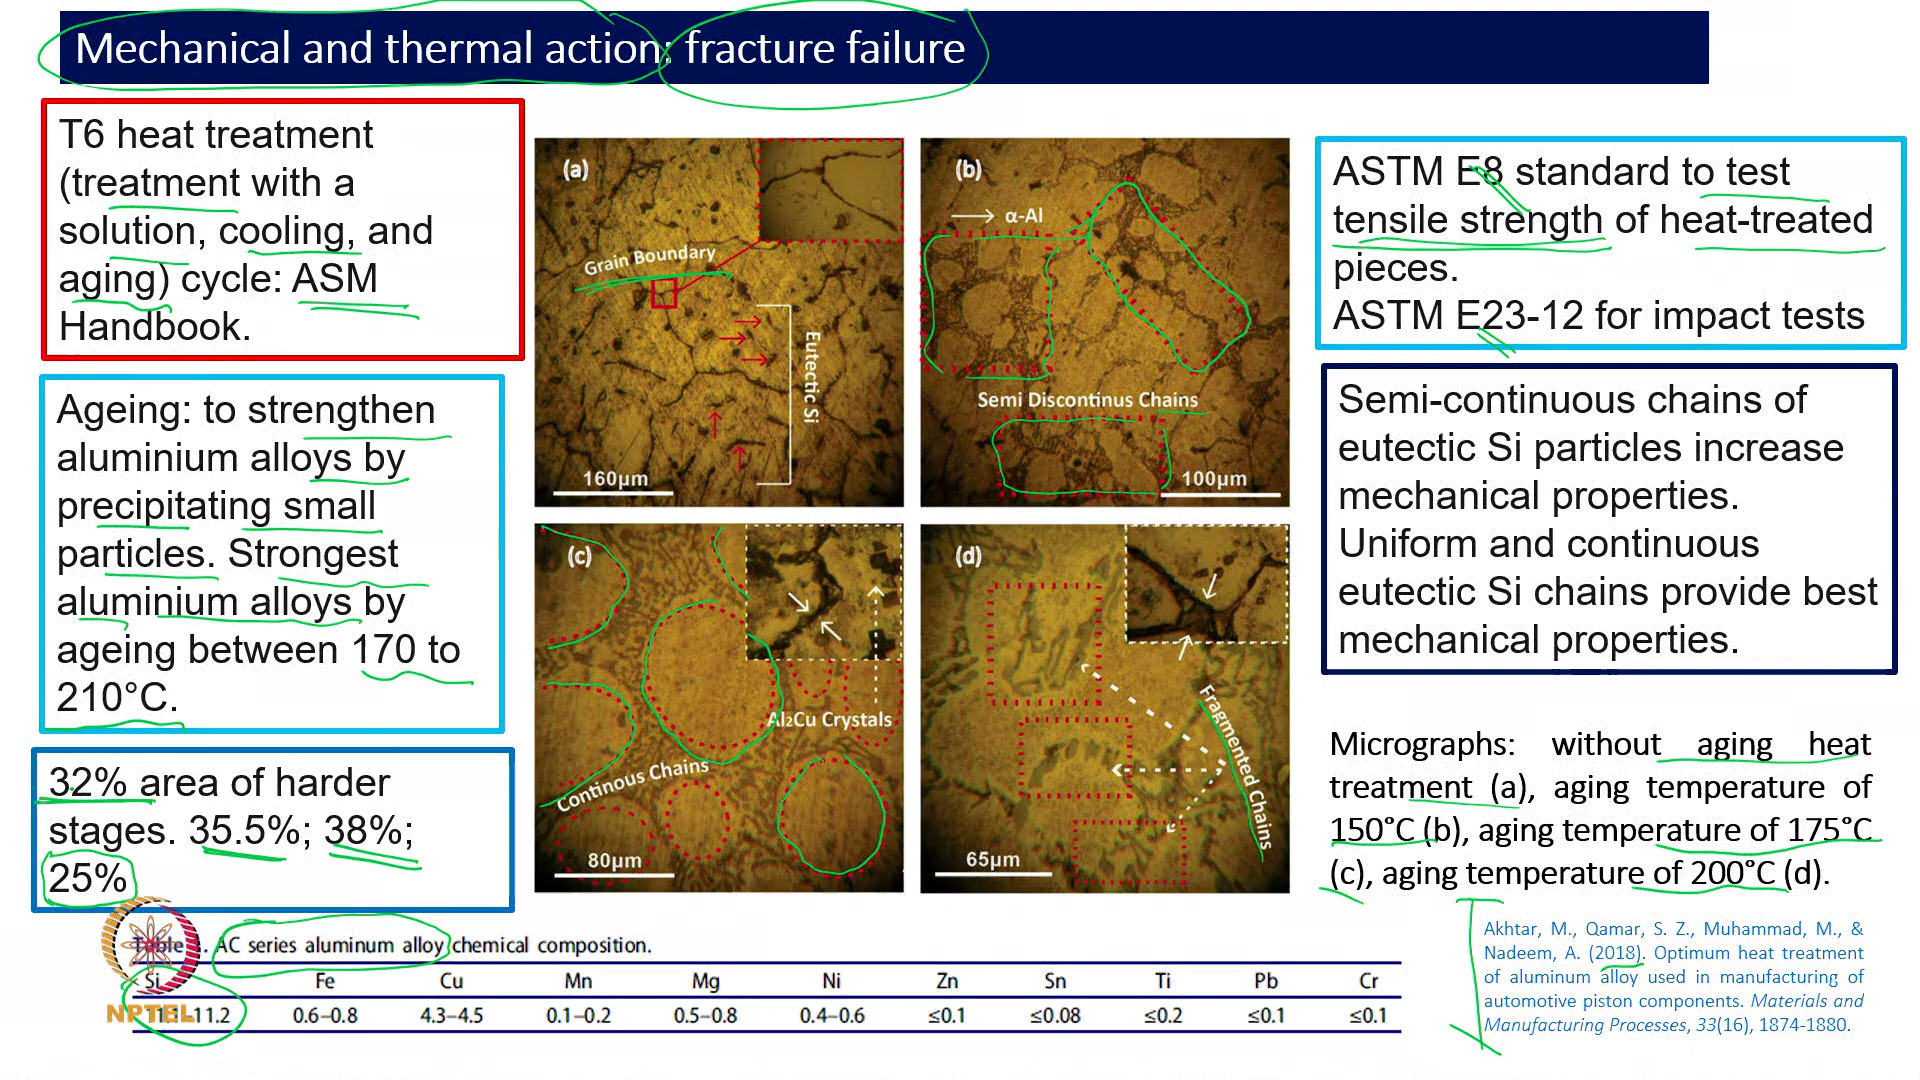 Mechanical and thermal action: fracture failure
T6 heat treatment
(treatment with a
solution, cooling, and
aging) cycle: ASM
Handbook.
Ageing: to strengthen
aluminium alloys by
precipitating small
particles. Strongest
aluminium alloys by
ageing between 170 to
210°C.
32% area of harder
stages. 35.5%; 38%;
25%
(a)
Grain Boundary
Eutectic Si
160µm
(b)
α-Al
Semi Discontinus Chains
100µm
(c)
Al₂Cu Crystals
Continous Chains
80µm
(d)
Fragmented Chains
65µm
ASTM E8 standard to test
tensile strength of heat-treated
pieces.
ASTM E23-12 for impact tests
Semi-continuous chains of
eutectic Si particles increase
mechanical properties.
Uniform and continuous
eutectic Si chains provide best
mechanical properties.
Micrographs: without aging heat
treatment (a), aging temperature of
150°C (b), aging temperature of 175°C
(c), aging temperature of 200°C (d).
Akhtar, M., Qamar, S. Z., Muhammad, M., &
Nadeem, A. (2018). Optimum heat treatment
of aluminum alloy used in manufacturing of
automotive piston components. Materials and
Manufacturing Processes, 33(16), 1874-1880.
AC series aluminum alloy chemical composition.
Si Fe Cu Mn Mg Ni Zn Sn Ti Pb Cr
11.2 0.6–0.8 4.3–4.5 0.1–0.2 0.5–0.8 0.4–0.6 ≤0.1 ≤0.08 ≤0.2 ≤0.1 ≤0.1
NPTEL